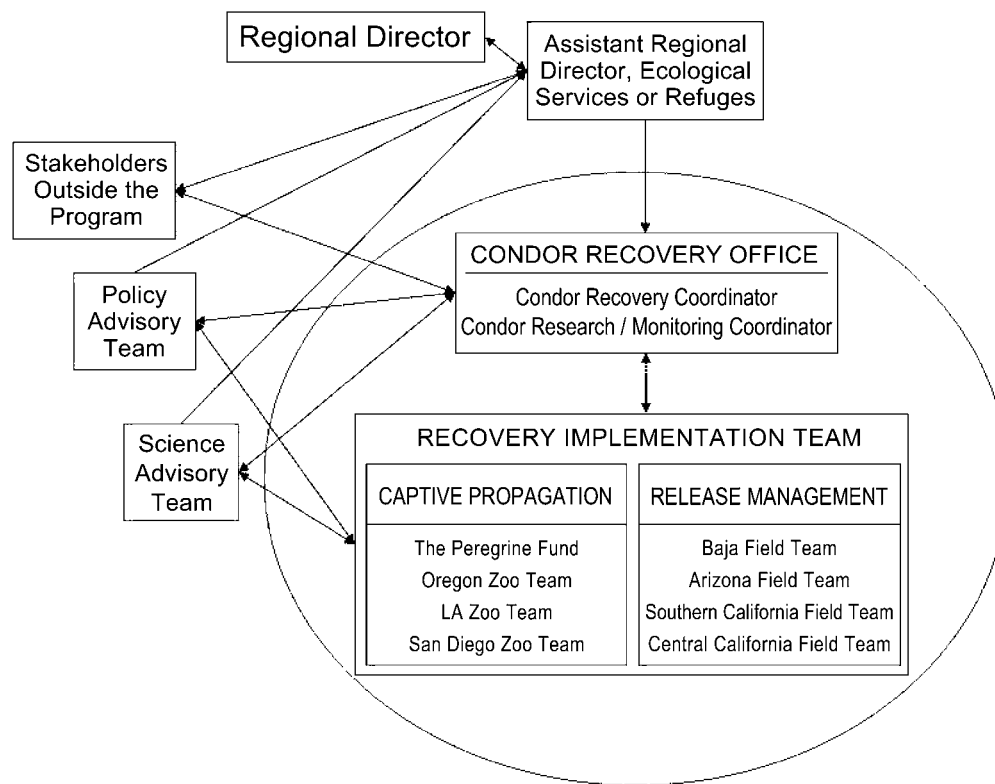 Regional Director
Assistant Regional
Director, Ecological
Services or Refuges
Stakeholders
Outside the
Program
CONDOR RECOVERY OFFICE
Condor Recovery Coordinator
Condor Research / Monitoring Coordinator
Policy
Advisory
Team
Science
Advisory
Team
RECOVERY IMPLEMENTATION TEAM
CAPTIVE PROPAGATION
The Peregrine Fund
Oregon Zoo Team
LA Zoo Team
San Diego Zoo Team
RELEASE MANAGEMENT
Baja Field Team
Arizona Field Team
Southern California Field Team
Central California Field Team